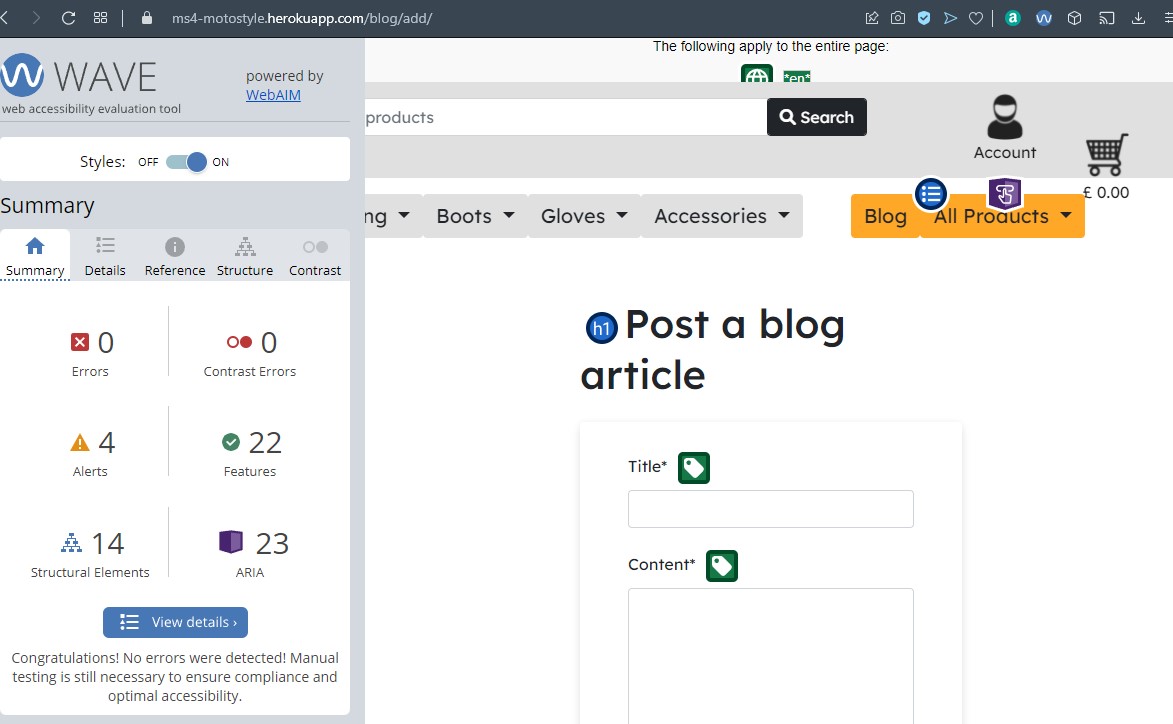 ms4-motostyle.herokuapp.com/blog/add/
WAVE
web accessibility evaluation tool
powered by
WebAIM
Styles: OFF ON
Summary
Summary Details Reference Structure Contrast
0
Errors
0
Contrast Errors
4
Alerts
22
Features
14
Structural Elements
23
ARIA
View details ›
Congratulations! No errors were detected! Manual
testing is still necessary to ensure compliance and
optimal accessibility.
The following apply to the entire page:
*en*
products
Search
Account
£ 0.00
ng Boots Gloves Accessories Blog All Products
h1 Post a blog
article
Title*
Content*